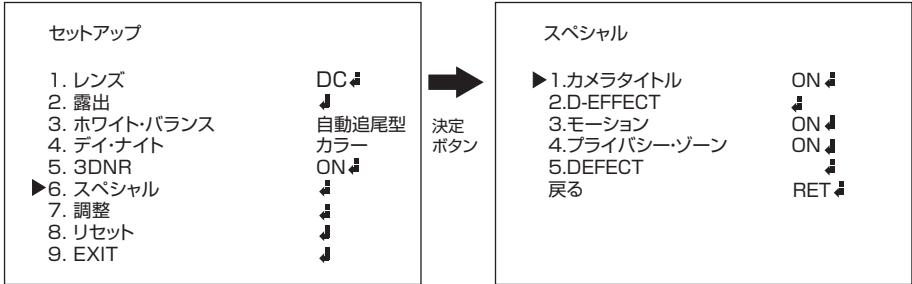 セットアップ
1. レンズ DC↲
2. 露出 ↲
3. ホワイト・バランス 自動追尾型
4. デイ・ナイト カラー
5. 3DNR ON↲
▶6. スペシャル ↲
7. 調整 ↲
8. リセット ↲
9. EXIT ↲
決定
ボタン
スペシャル
▶1.カメラタイトル ON↲
2.D-EFFECT ↲
3.モーション ON↲
4.プライバシー・ゾーン ON↲
5.DEFECT ↲
戻る RET↲